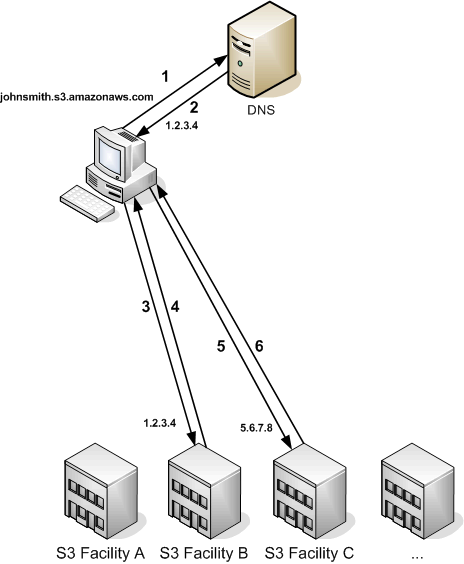 1
johnsmith.s3.amazonaws.com
2
1.2.3.4
DNS
3
4
5
6
1.2.3.4
5.6.7.8
S3 Facility A
S3 Facility B
S3 Facility C
...